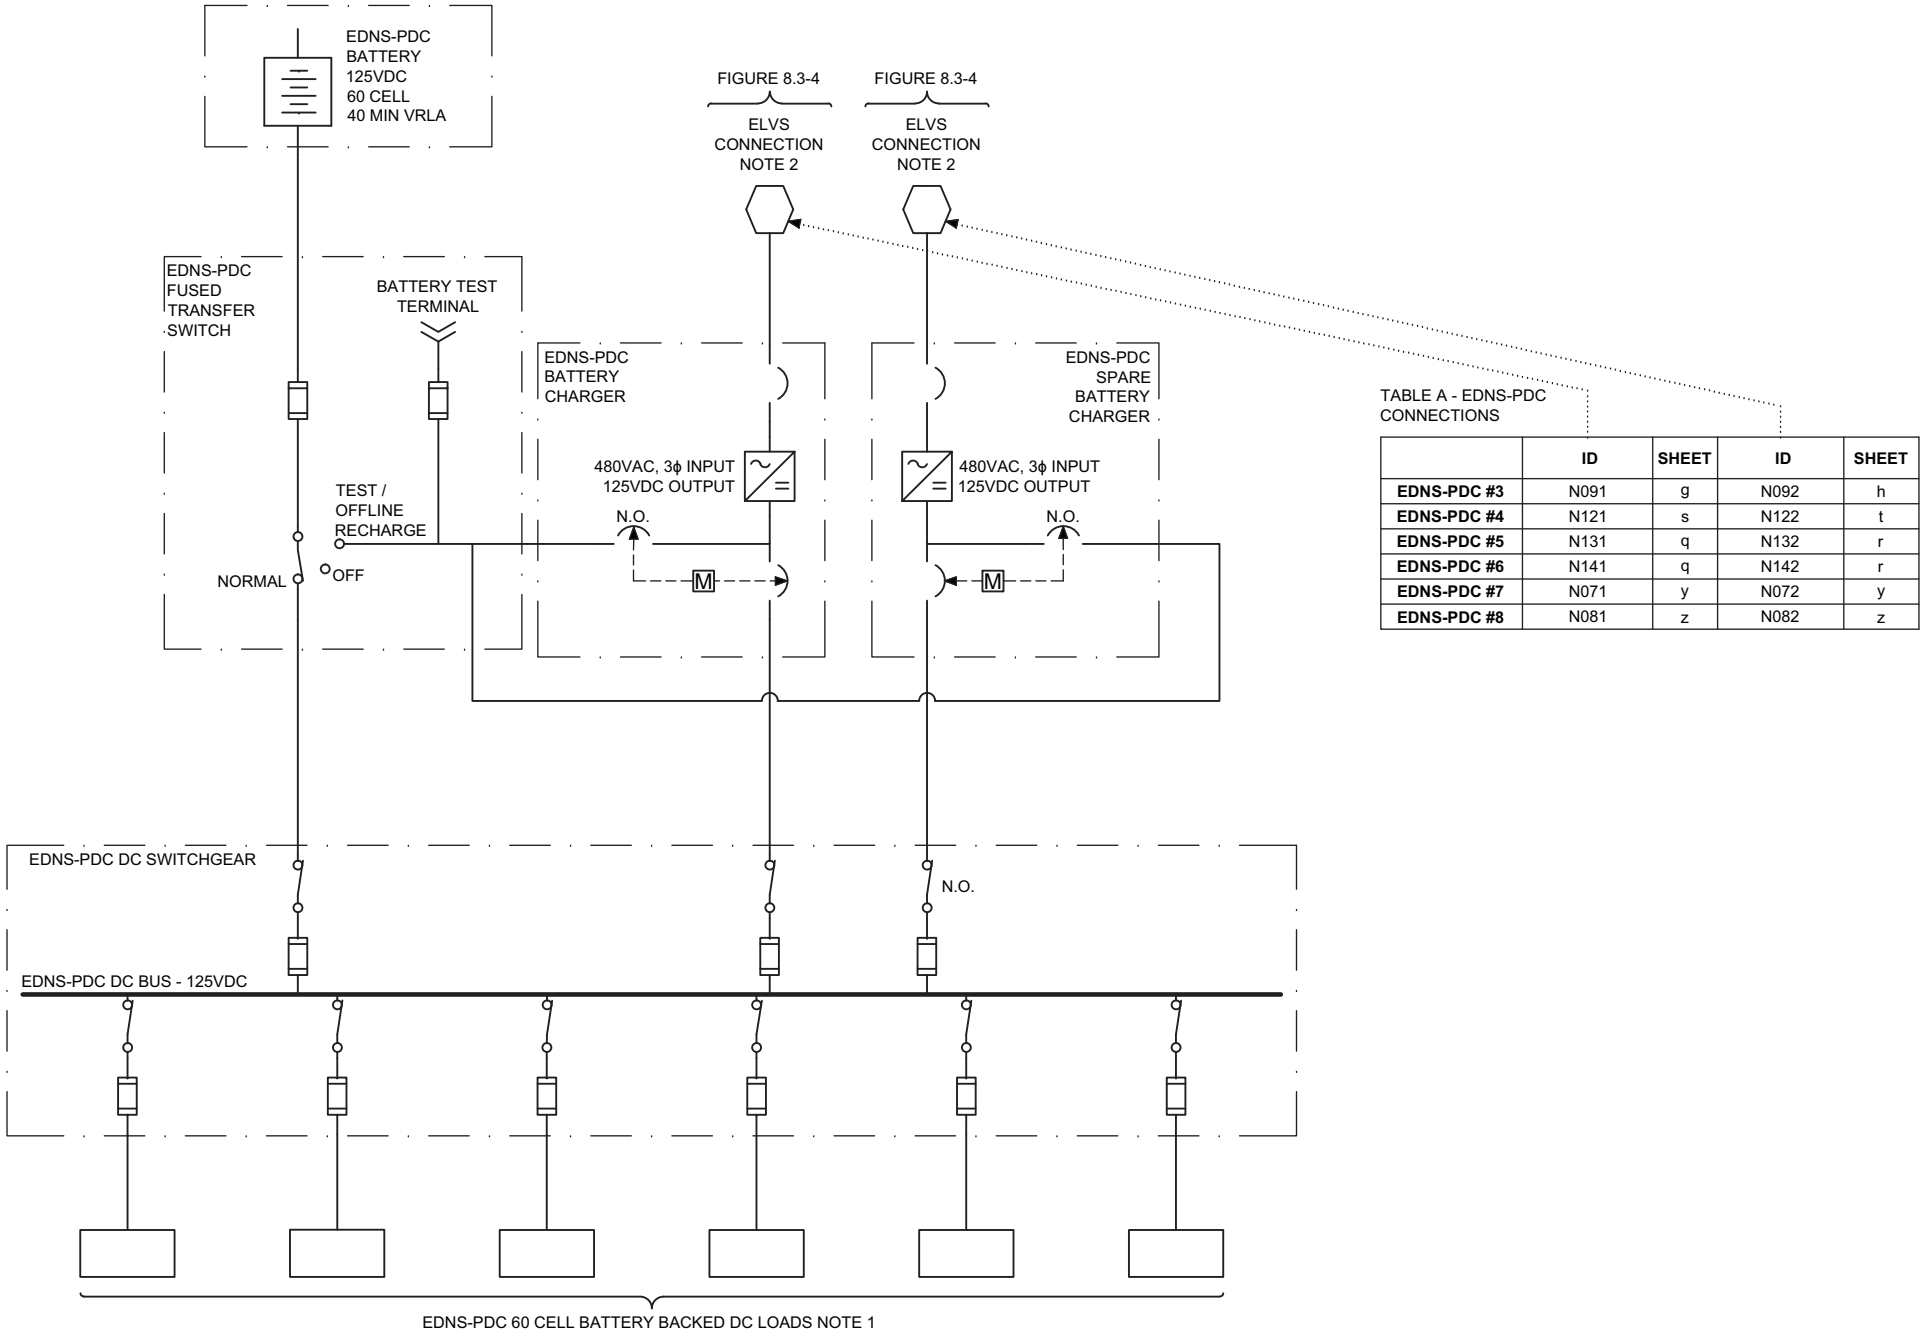 EDNS-PDC
BATTERY
125VDC
60 CELL
40 MIN VRLA
FIGURE 8.3-4
ELVS
CONNECTION
NOTE 2
FIGURE 8.3-4
ELVS
CONNECTION
NOTE 2
EDNS-PDC
FUSED
TRANSFER
SWITCH
BATTERY TEST
TERMINAL
TEST /
OFFLINE
RECHARGE
NORMAL
OFF
EDNS-PDC
BATTERY
CHARGER
480VAC, 3ϕ INPUT
125VDC OUTPUT
N.O.
M
EDNS-PDC
SPARE
BATTERY
CHARGER
480VAC, 3ϕ INPUT
125VDC OUTPUT
N.O.
M
TABLE A - EDNS-PDC
CONNECTIONS
ID SHEET ID SHEET
EDNS-PDC #3 N091 g N092 h
EDNS-PDC #4 N121 s N122 t
EDNS-PDC #5 N131 q N132 r
EDNS-PDC #6 N141 q N142 r
EDNS-PDC #7 N071 y N072 y
EDNS-PDC #8 N081 z N082 z
EDNS-PDC DC SWITCHGEAR
N.O.
EDNS-PDC DC BUS - 125VDC
EDNS-PDC 60 CELL BATTERY BACKED DC LOADS NOTE 1